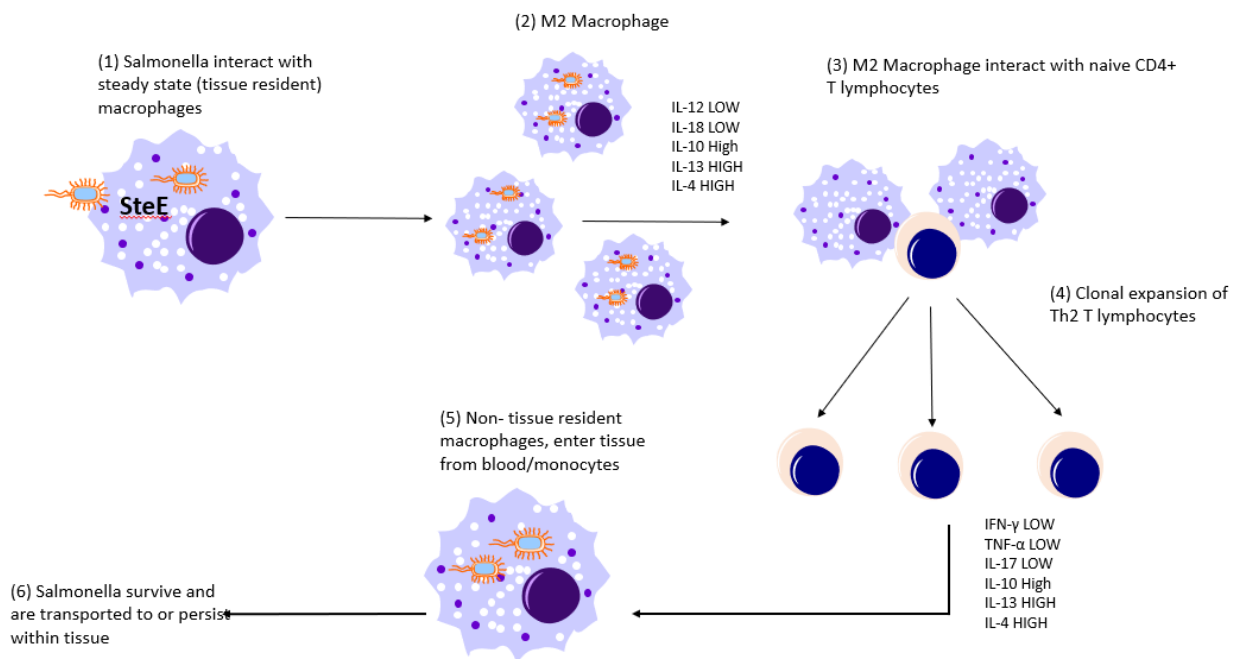 (1) Salmonella interact with
steady state (tissue resident)
macrophages
SteE
(2) M2 Macrophage
IL-12 LOW
IL-18 LOW
IL-10 High
IL-13 HIGH
IL-4 HIGH
(3) M2 Macrophage interact with naive CD4+
T lymphocytes
(4) Clonal expansion of
Th2 T lymphocytes
IFN-γ LOW
TNF-α LOW
IL-17 LOW
IL-10 High
IL-13 HIGH
IL-4 HIGH
(5) Non- tissue resident
macrophages, enter tissue
from blood/monocytes
(6) Salmonella survive and
are transported to or persist
within tissue